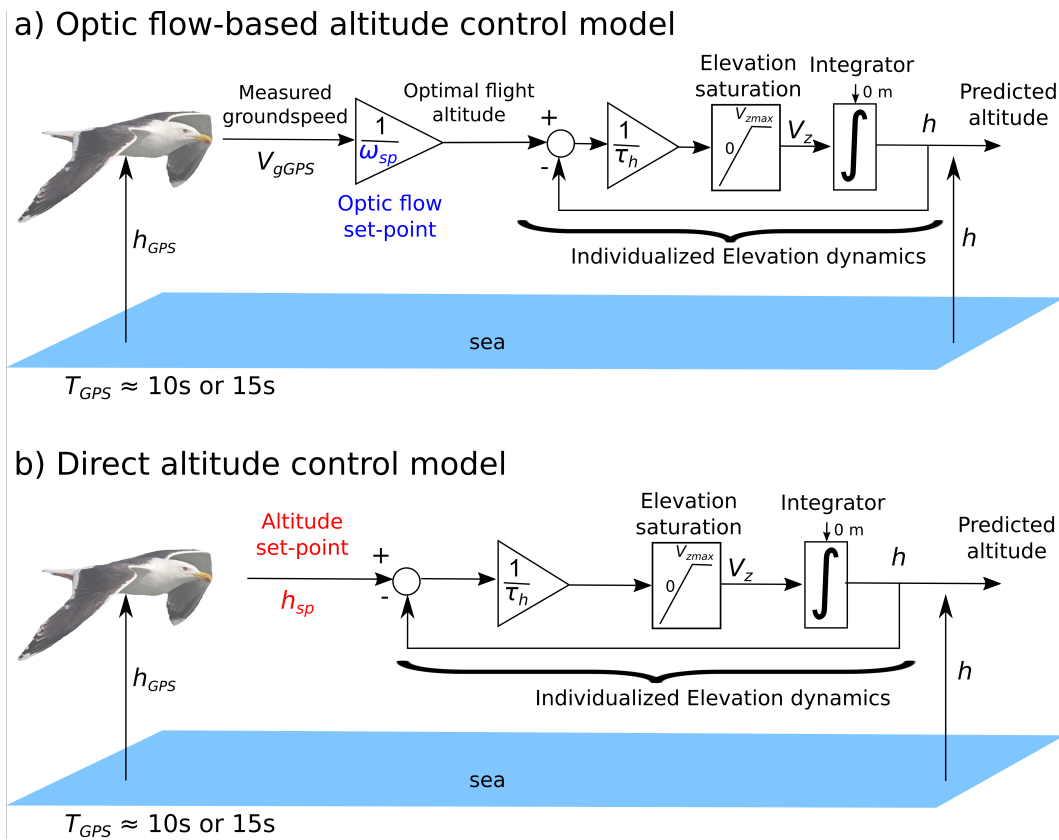 a) Optic flow-based altitude control model
Measured
groundspeed
V_gGPS
1
ω_sp
Optic flow
set-point
Optimal flight
altitude
+
-
1
τ_h
Elevation
saturation
V_zmax
0
V_z
Integrator
0 m
∫
h
Predicted
altitude
h_GPS
h
Individualized Elevation dynamics
sea
T_GPS ≈ 10s or 15s
b) Direct altitude control model
Altitude
set-point
h_sp
+
-
1
τ_h
Elevation
saturation
V_zmax
0
V_z
Integrator
0 m
∫
h
Predicted
altitude
h_GPS
h
Individualized Elevation dynamics
sea
T_GPS ≈ 10s or 15s